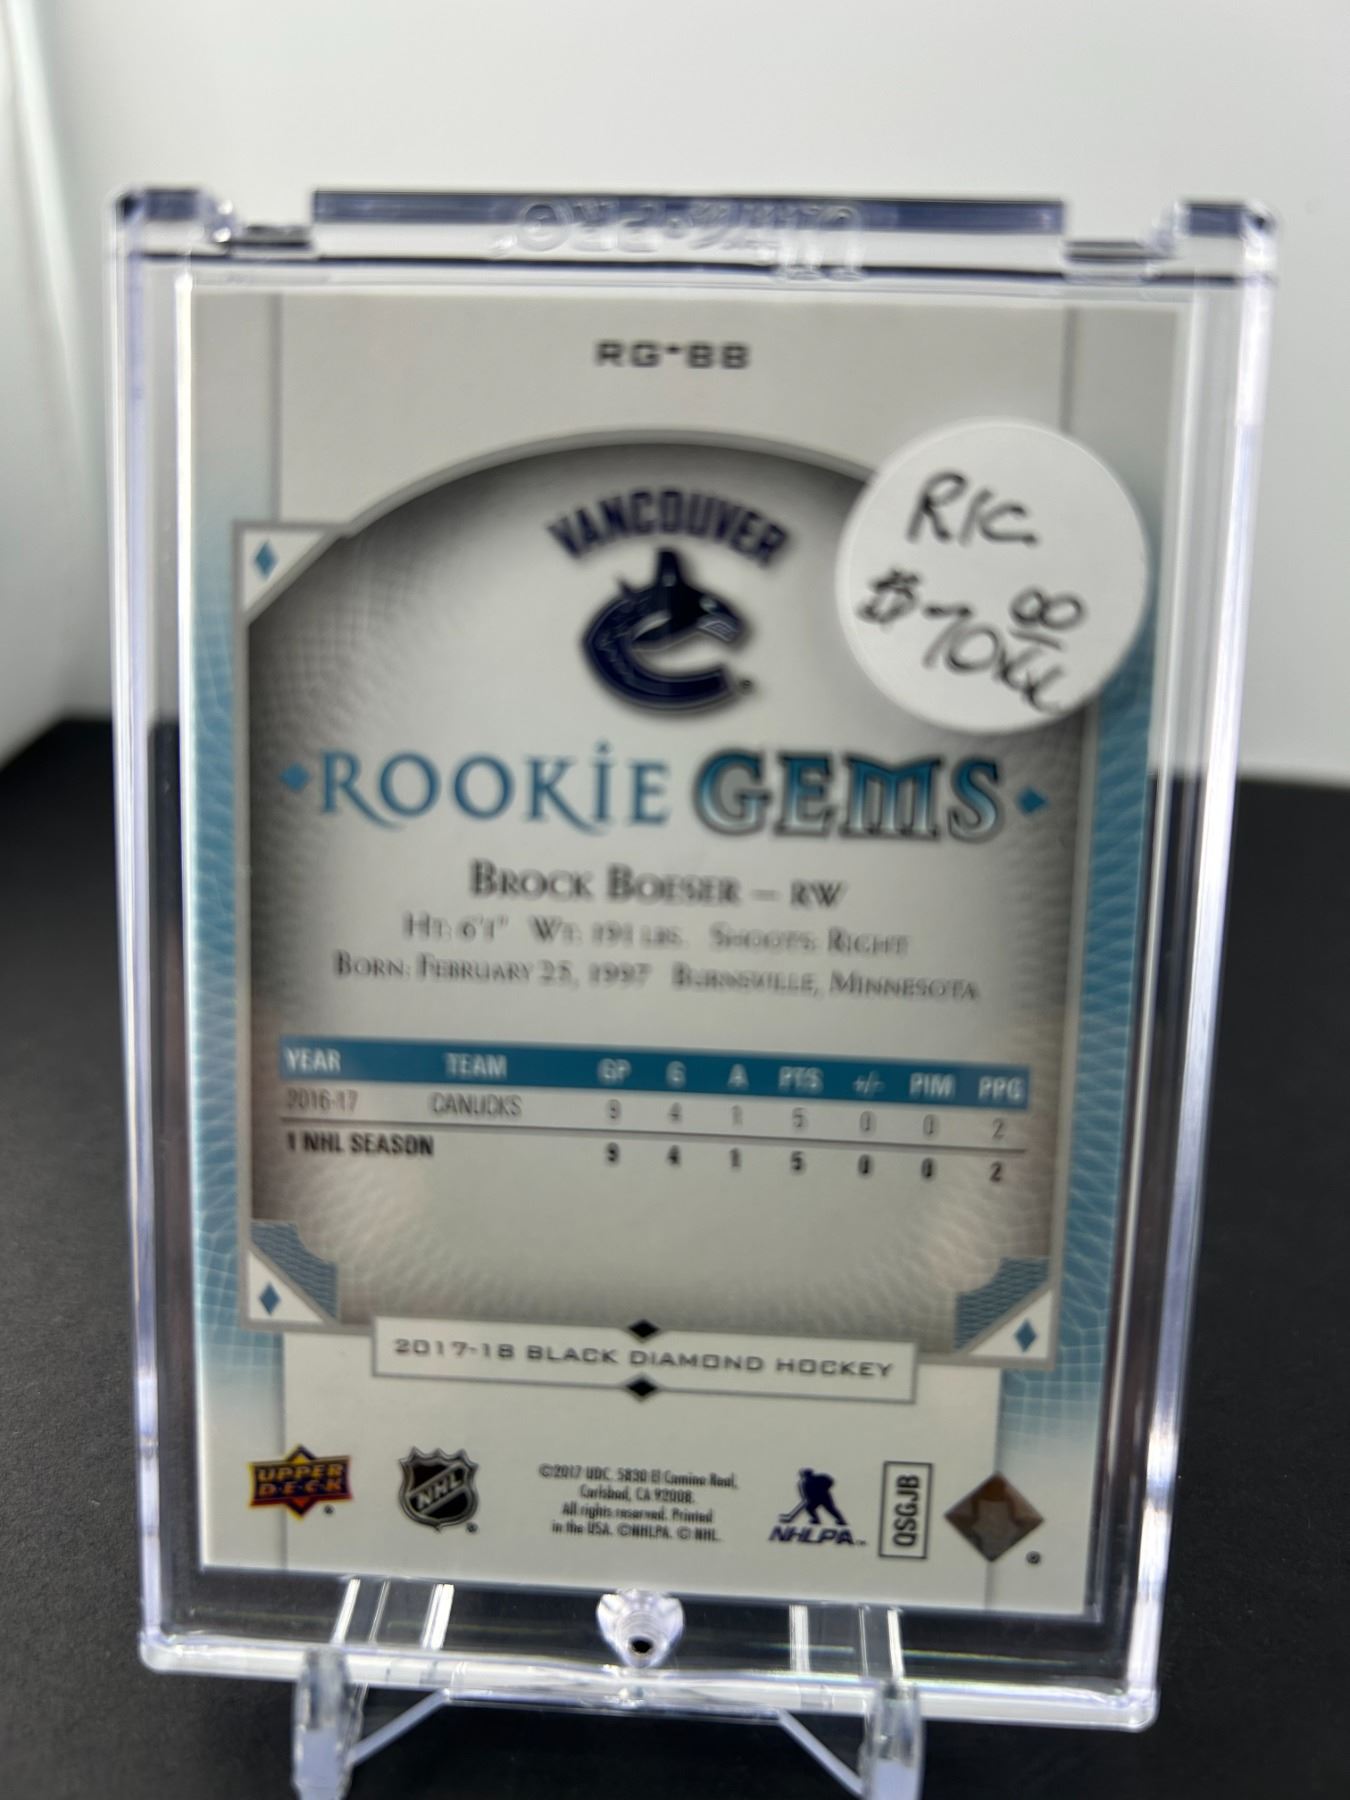 ULTRA•PRO
RG•BB
VANCOUVER
R/C
$70 00
ROOKIE GEMS
BROCK BOESER – RW
HT: 6'1" WT: 191 LBS. SHOOTS: RIGHT
BORN: FEBRUARY 25, 1997 BURNSVILLE, MINNESOTA
YEAR TEAM GP G A PTS +/- PIM PPG
2016-17 CANUCKS 9 4 1 5 0 0 2
1 NHL SEASON 9 4 1 5 0 0 2
2017-18 BLACK DIAMOND HOCKEY
UPPER DECK
NHL
©2017 UDC. 5830 El Camino Real,
Carlsbad, CA 92008.
All rights reserved. Printed
in the USA. ©NHLPA. © NHL.
NHLPA
QSGJB